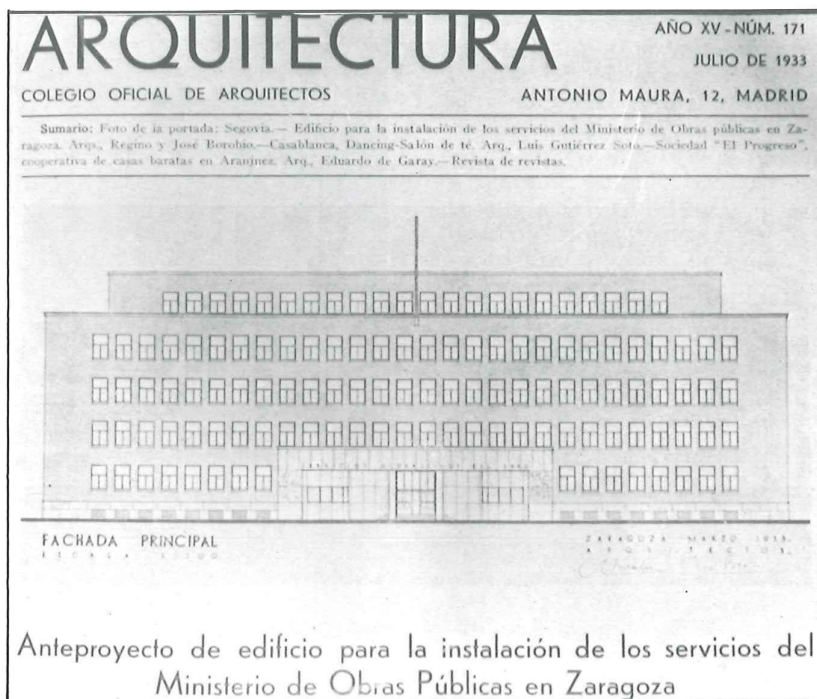 ARQUITECTURA
AÑO XV - NÚM. 171
JULIO DE 1933
COLEGIO OFICIAL DE ARQUITECTOS
ANTONIO MAURA, 12, MADRID
Sumario: Foto de la portada: Segovia.— Edificio para la instalación de los servicios del Ministerio de Obras públicas en Za-
ragoza. Arqs., Regino y José Borobio.—Casablanca, Dancing-Salón de té. Arq., Luis Gutiérrez Soto.—Sociedad "El Progreso",
cooperativa de casas baratas en Aranjuez. Arq., Eduardo de Garay.—Revista de revistas.
FACHADA PRINCIPAL
ESCALA
ZARAGOZA MARZO
Anteproyecto de edificio para la instalación de los servicios del
Ministerio de Obras Públicas en Zaragoza